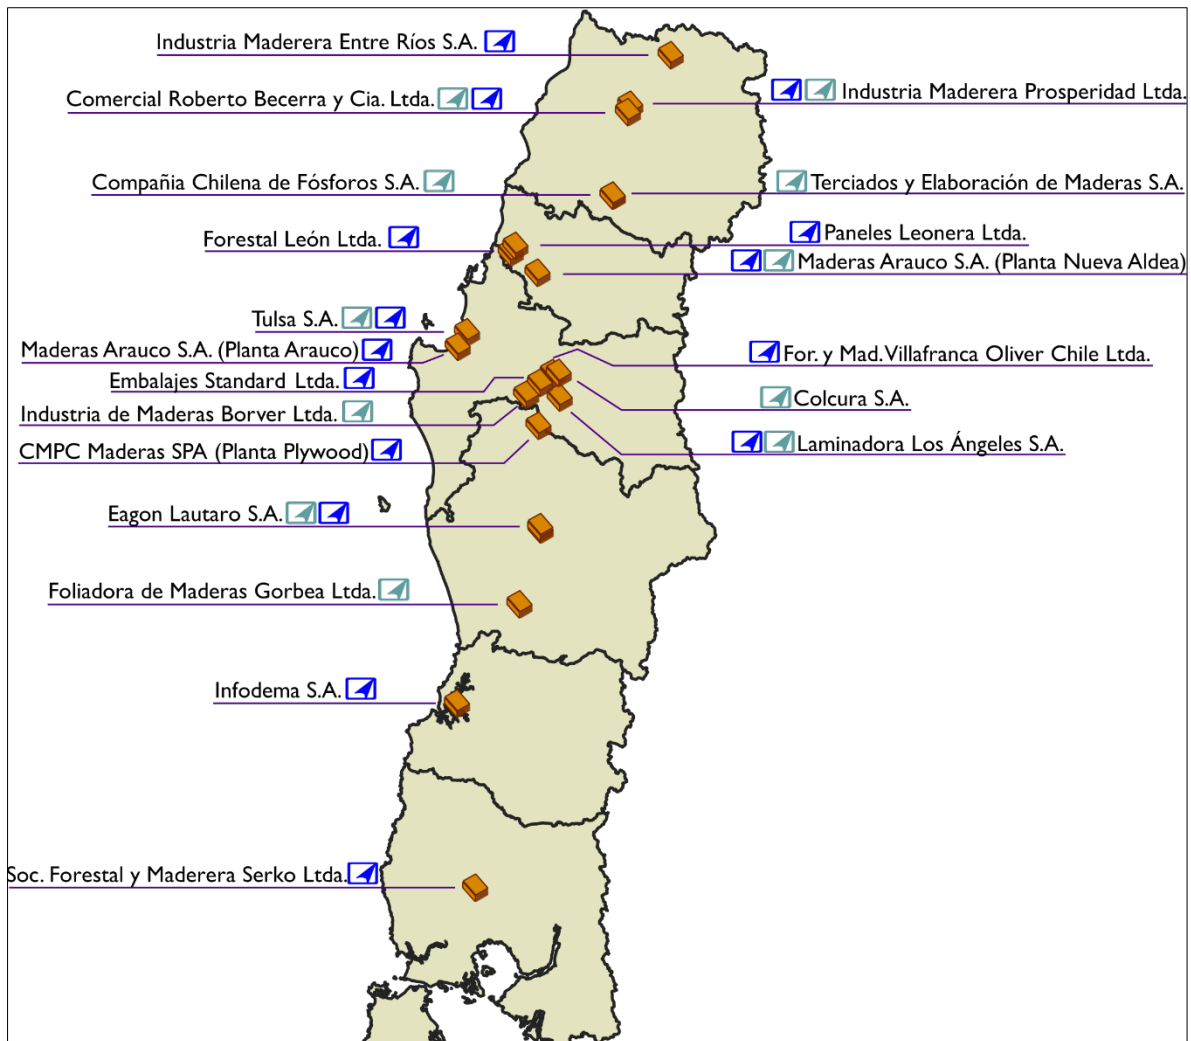 Industria Maderera Entre Ríos S.A.
Comercial Roberto Becerra y Cia. Ltda.
Industria Maderera Prosperidad Ltda.
Compañia Chilena de Fósforos S.A.
Terciados y Elaboración de Maderas S.A.
Forestal León Ltda.
Paneles Leonera Ltda.
Maderas Arauco S.A. (Planta Nueva Aldea)
Tulsa S.A.
Maderas Arauco S.A. (Planta Arauco)
For. y Mad. Villafranca Oliver Chile Ltda.
Embalajes Standard Ltda.
Colcura S.A.
Industria de Maderas Borver Ltda.
CMPC Maderas SPA (Planta Plywood)
Laminadora Los Ángeles S.A.
Eagon Lautaro S.A.
Foliadora de Maderas Gorbea Ltda.
Infodema S.A.
Soc. Forestal y Maderera Serko Ltda.